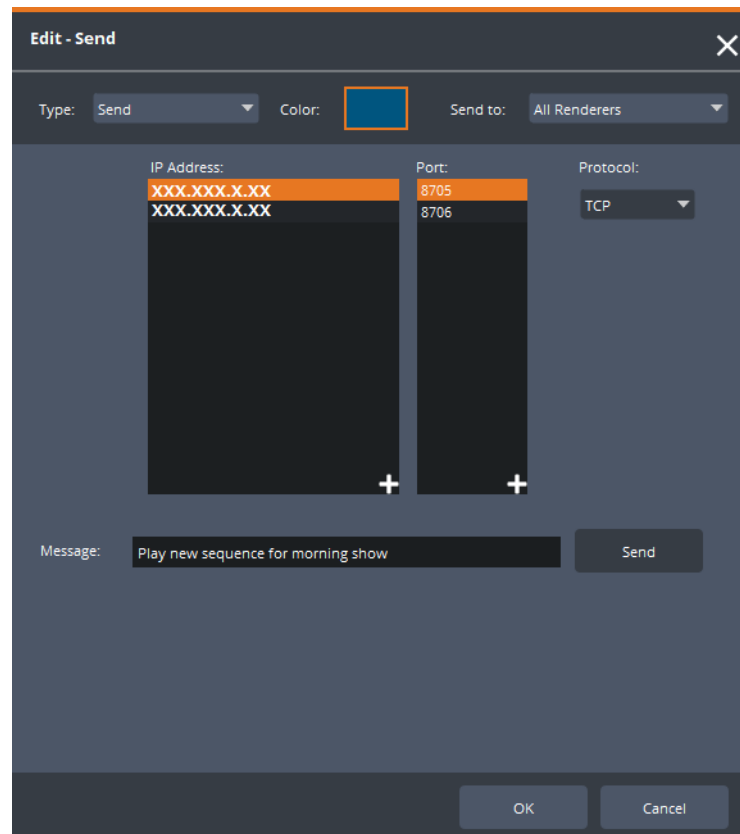 Edit - Send
Type: Send Color: Send to: All Renderers
IP Address: Port: Protocol:
XXX.XXX.X.XX 8705
TCP
XXX.XXX.X.XX 8706
Message: Play new sequence for morning show Send
OK Cancel